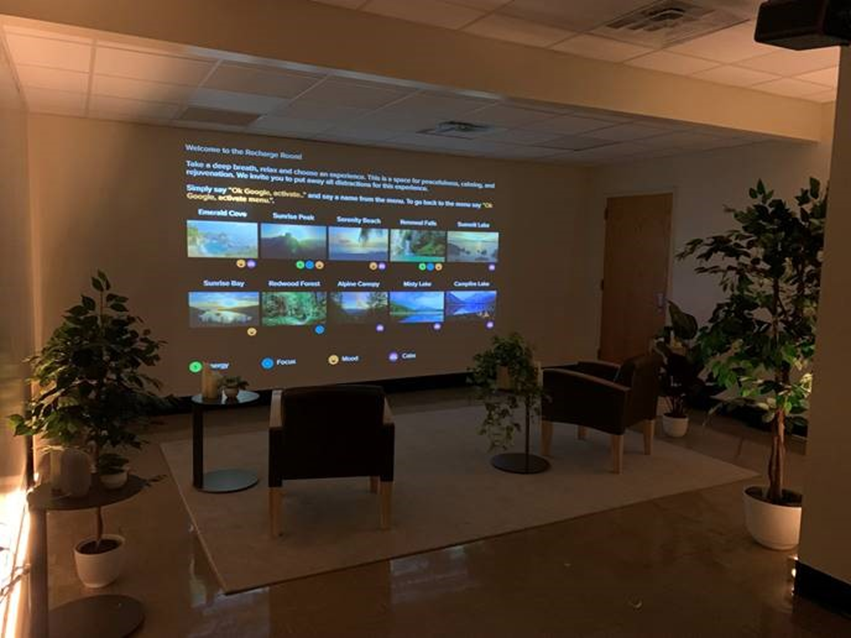 Welcome to the Recharge Room!
Take a deep breath, relax and choose an experience. This is a space for peacefulness, calming, and
rejuvenation. We invite you to put away all distractions for this experience.
Simply say "Ok Google, activate.." and say a name from the menu. To go back to the menu say "Ok
Google, activate menu.".
Emerald Cove Sunrise Peak Serenity Beach Renewal Falls Summit Lake
Sunrise Bay Redwood Forest Alpine Canopy Misty Lake Campfire Lake
Energy Focus Mood Calm